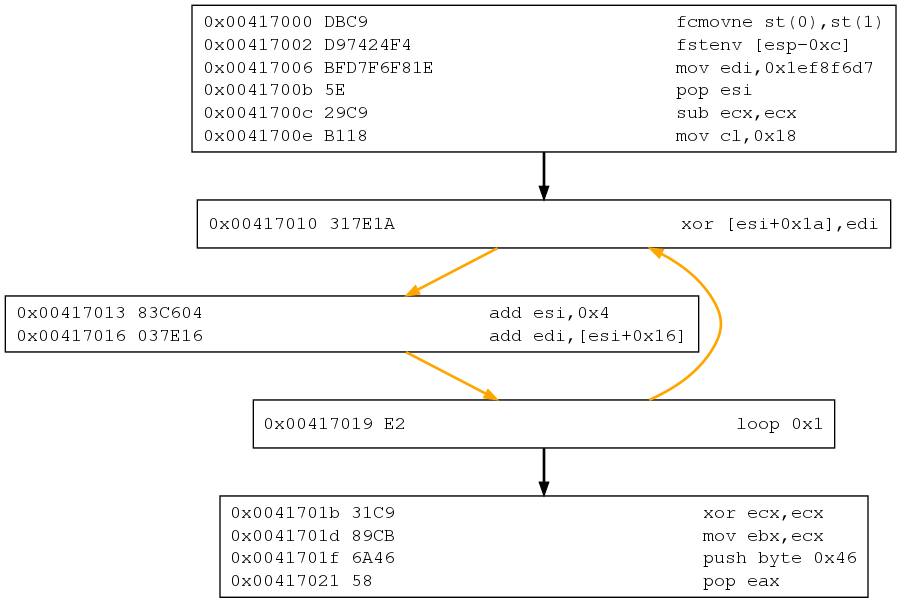 0x00417000 DBC9 fcmovne st(0),st(1)
0x00417002 D97424F4 fstenv [esp-0xc]
0x00417006 BFD7F6F81E mov edi,0x1ef8f6d7
0x0041700b 5E pop esi
0x0041700c 29C9 sub ecx,ecx
0x0041700e B118 mov cl,0x18
0x00417010 317E1A xor [esi+0x1a],edi
0x00417013 83C604 add esi,0x4
0x00417016 037E16 add edi,[esi+0x16]
0x00417019 E2 loop 0x1
0x0041701b 31C9 xor ecx,ecx
0x0041701d 89CB mov ebx,ecx
0x0041701f 6A46 push byte 0x46
0x00417021 58 pop eax